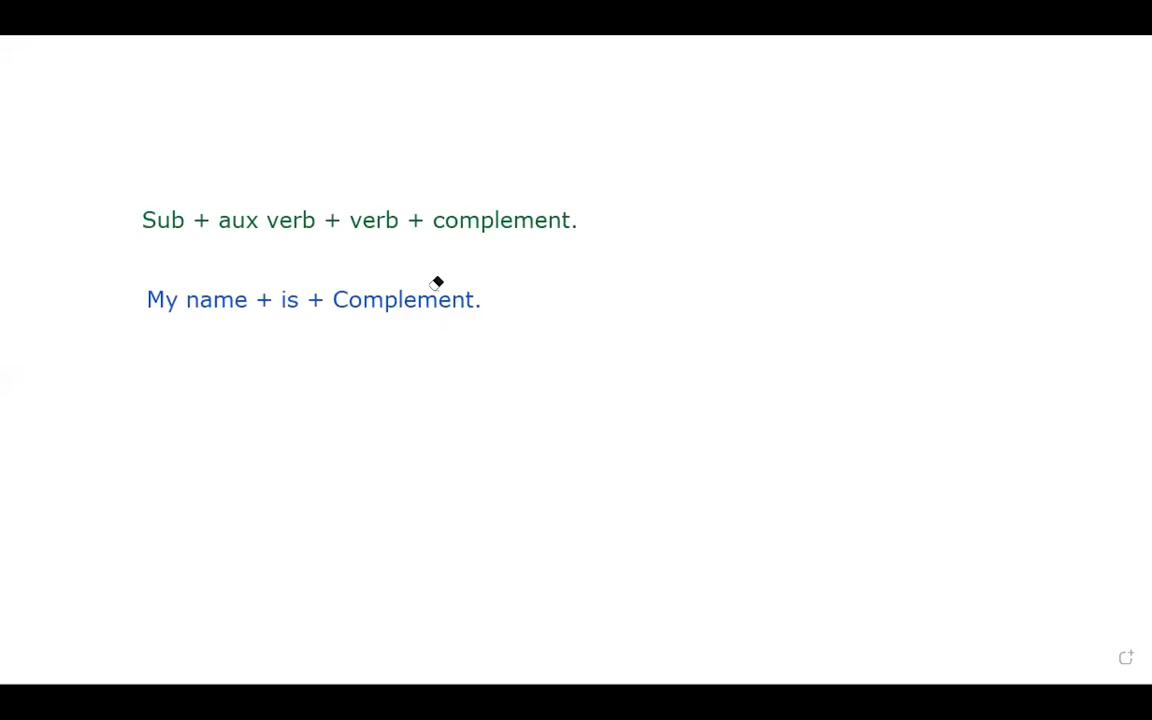 Sub + aux verb + verb + complement.
My name + is + Complement.